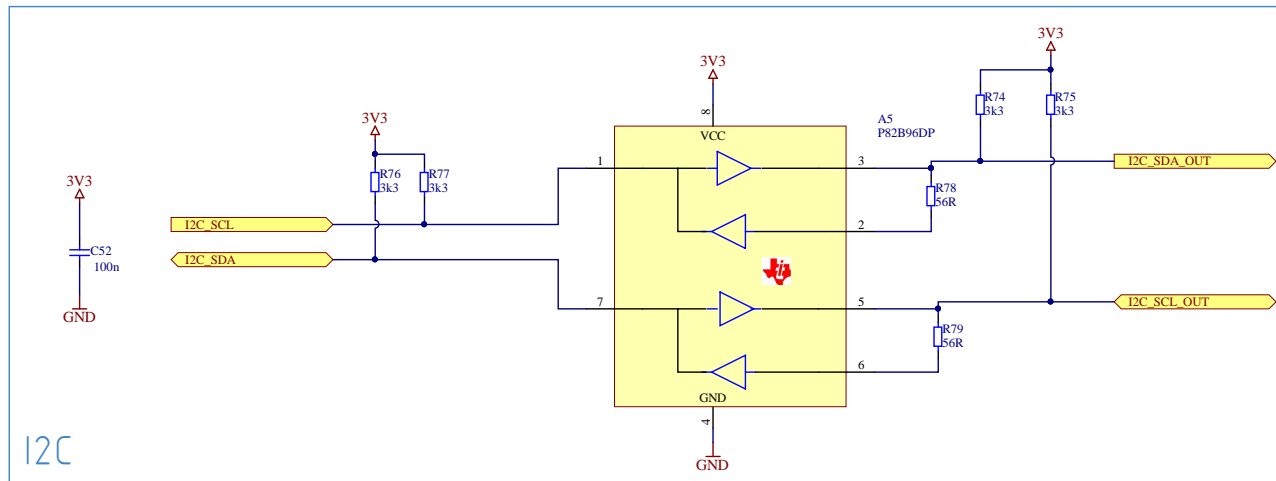 3V3
C52
100n
GND
3V3
R76
3k3
R77
3k3
I2C_SCL
I2C_SDA
3V3
8
VCC
A5
P82B96DP
1
3
2
7
5
6
GND
4
GND
R78
56R
R79
56R
3V3
R74
3k3
R75
3k3
I2C_SDA_OUT
I2C_SCL_OUT
I2C